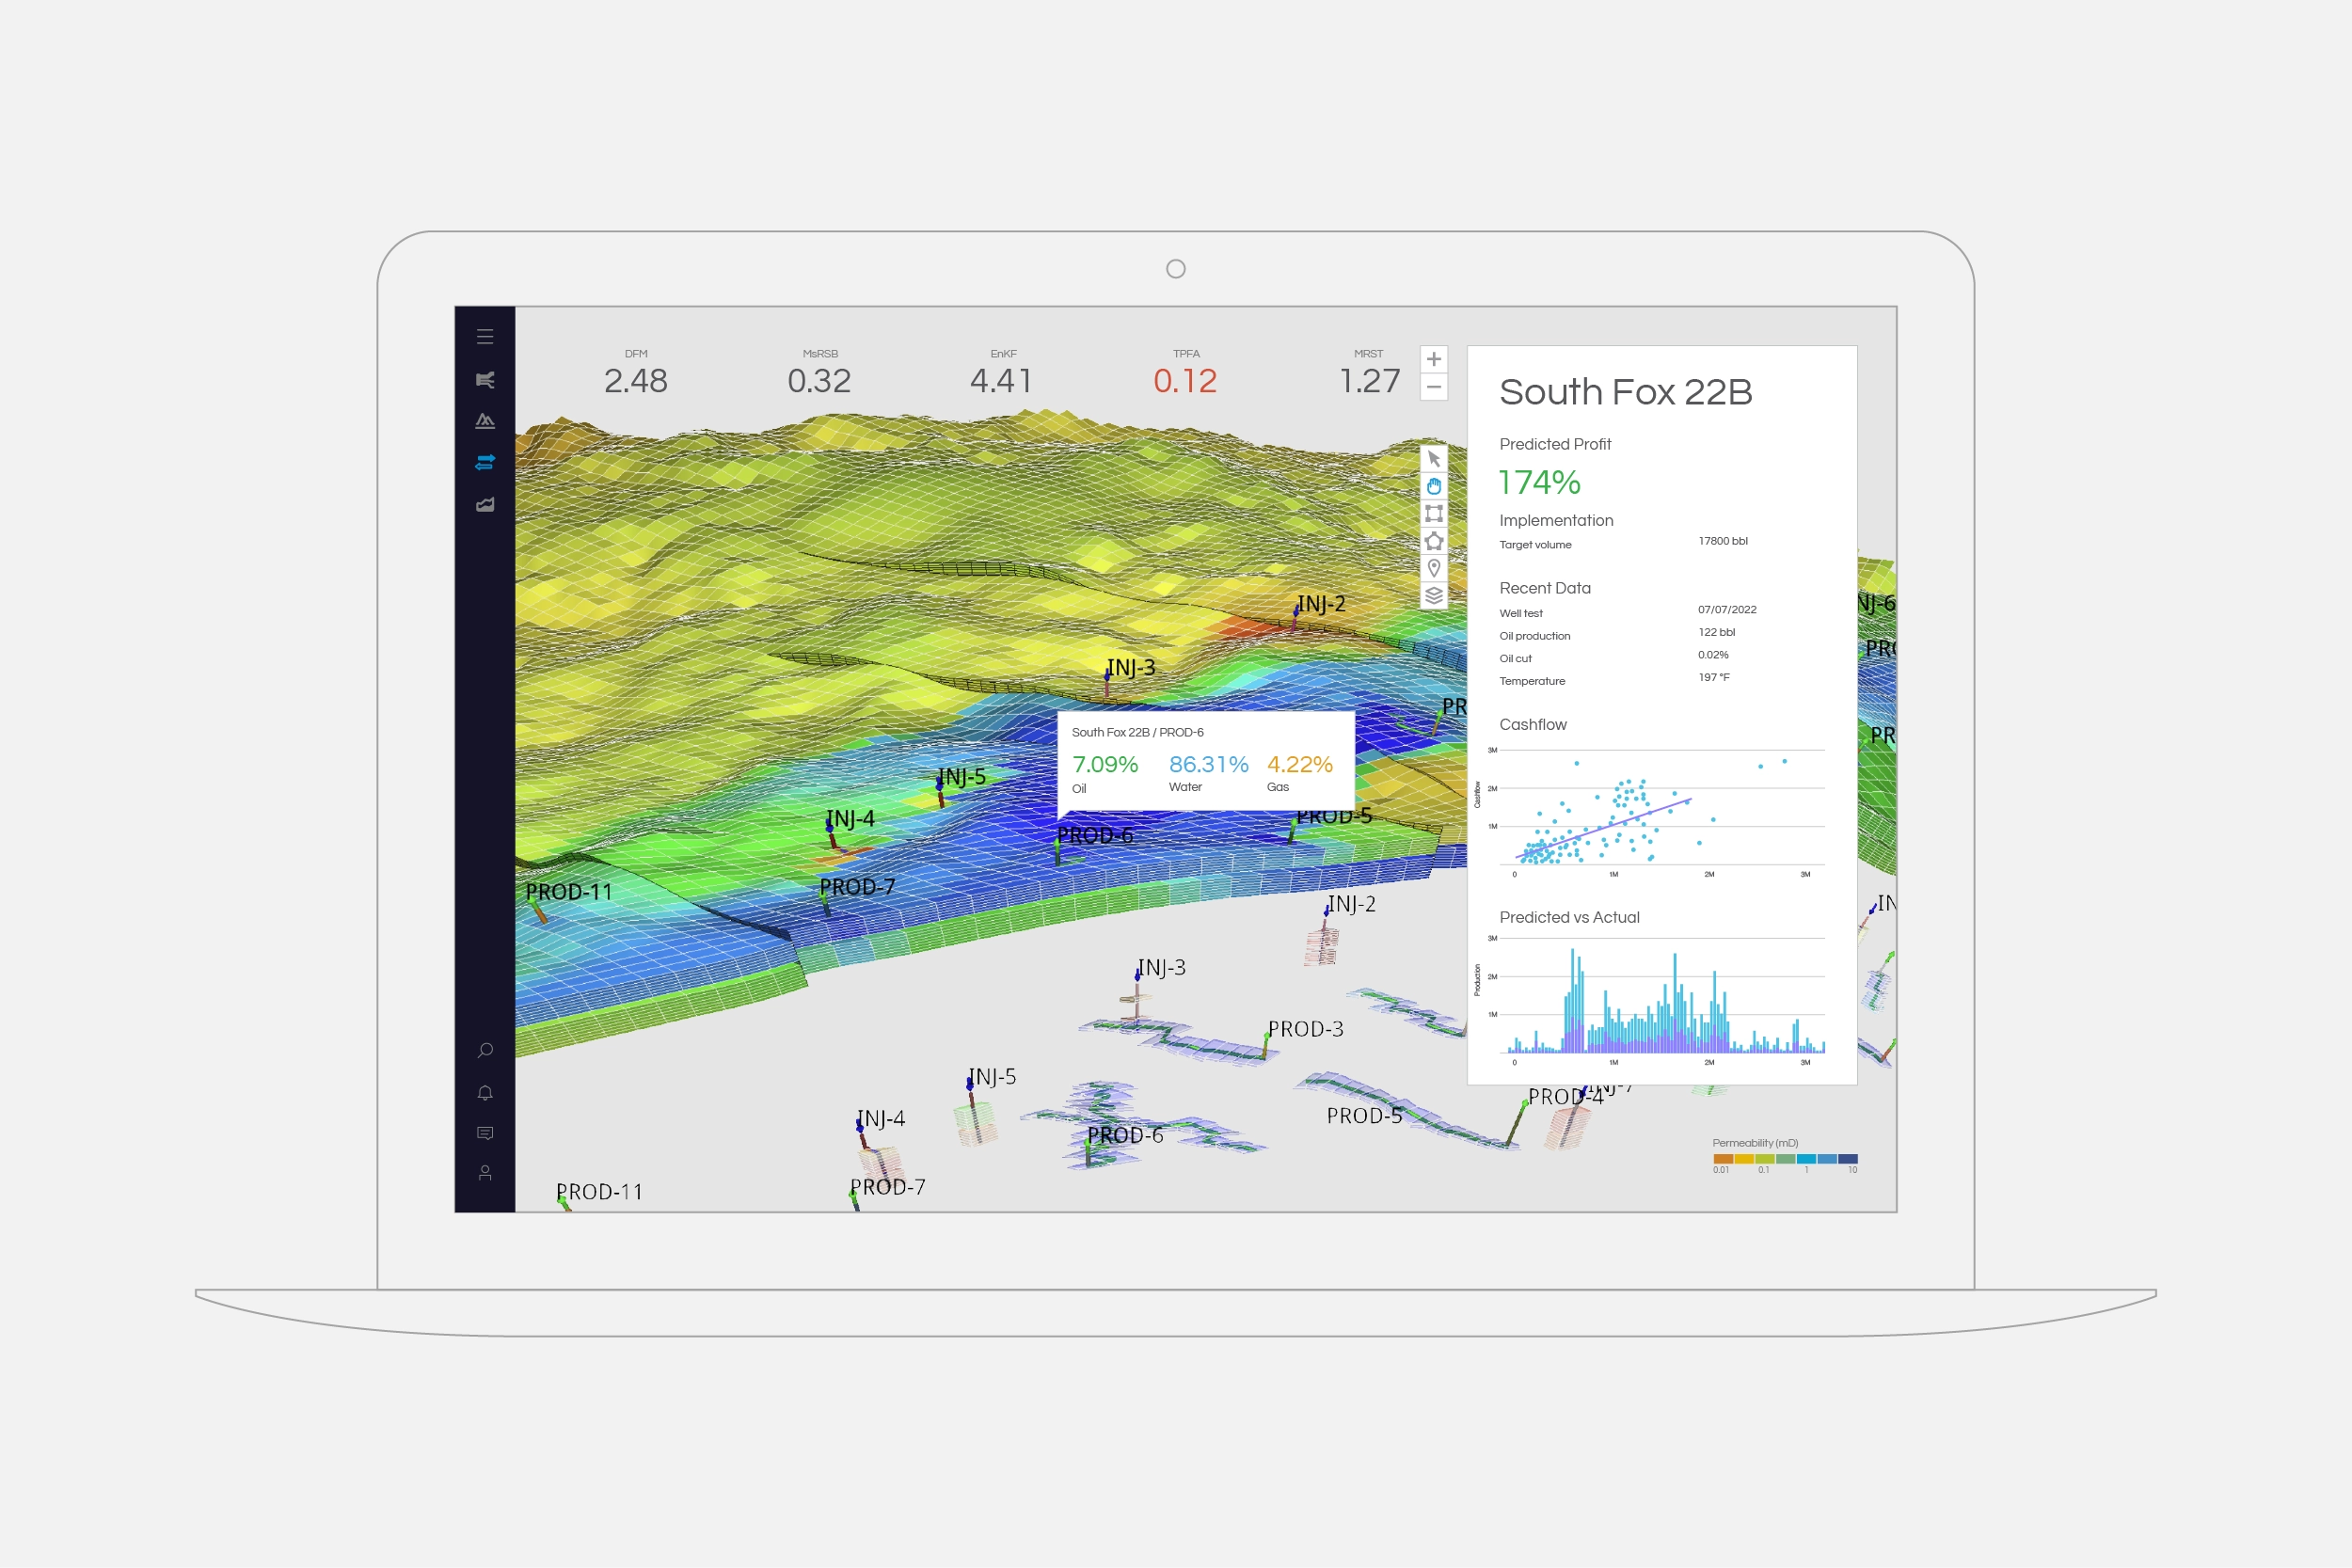 DFM MsRSB EnKF TPFA MRST
2.48 0.32 4.41 0.12 1.27
South Fox 22B
Predicted Profit
174%
Implementation
Target volume 17800 bbl
Recent Data
Well test 07/07/2022
Oil production 122 bbl
Oil cut 0.02%
Temperature 197 °F
Cashflow
3M
2M
1M
Cashflow
0 1M 2M 3M
Predicted vs Actual
3M
2M
1M
Production
0 1M 2M 3M
INJ-2
INJ-3
PR
NJ-6
PRO
PR
South Fox 22B / PROD-6
7.09% 86.31% 4.22%
Oil Water Gas
INJ-5
INJ-4
PROD-5
PROD-6
PROD-7
PROD-11
INJ-2
IN
INJ-3
PROD-3
INJ-5
INJ-7
PROD-4
INJ-4
PROD-5
PROD-6
PROD-7
PROD-11
Permeability (mD)
0.01 0.1 1 10